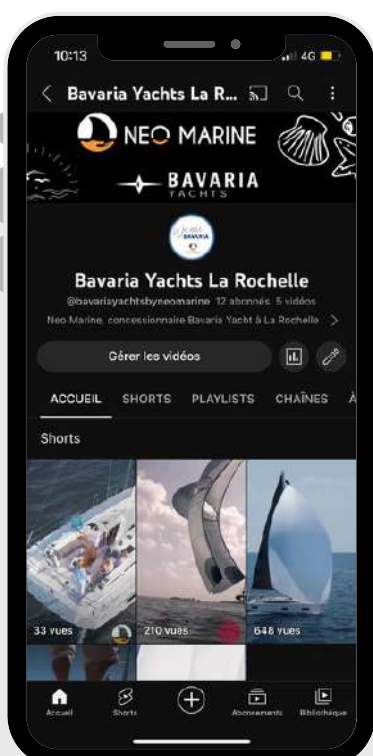 10:13
4G
Bavaria Yachts La R...
NEO MARINE
BAVARIA
YACHTS
BAVARIA
Bavaria Yachts La Rochelle
@bavariayachtsbyneomarine 12 abonnés 5 vidéos
Neo Marine, concessionnaire Bavaria Yacht à La Rochelle
Gérer les vidéos
ACCUEIL SHORTS PLAYLISTS CHAÎNES À
Shorts
33 vues
210 vues
648 vues
Accueil Shorts Abonnements Bibliothèque